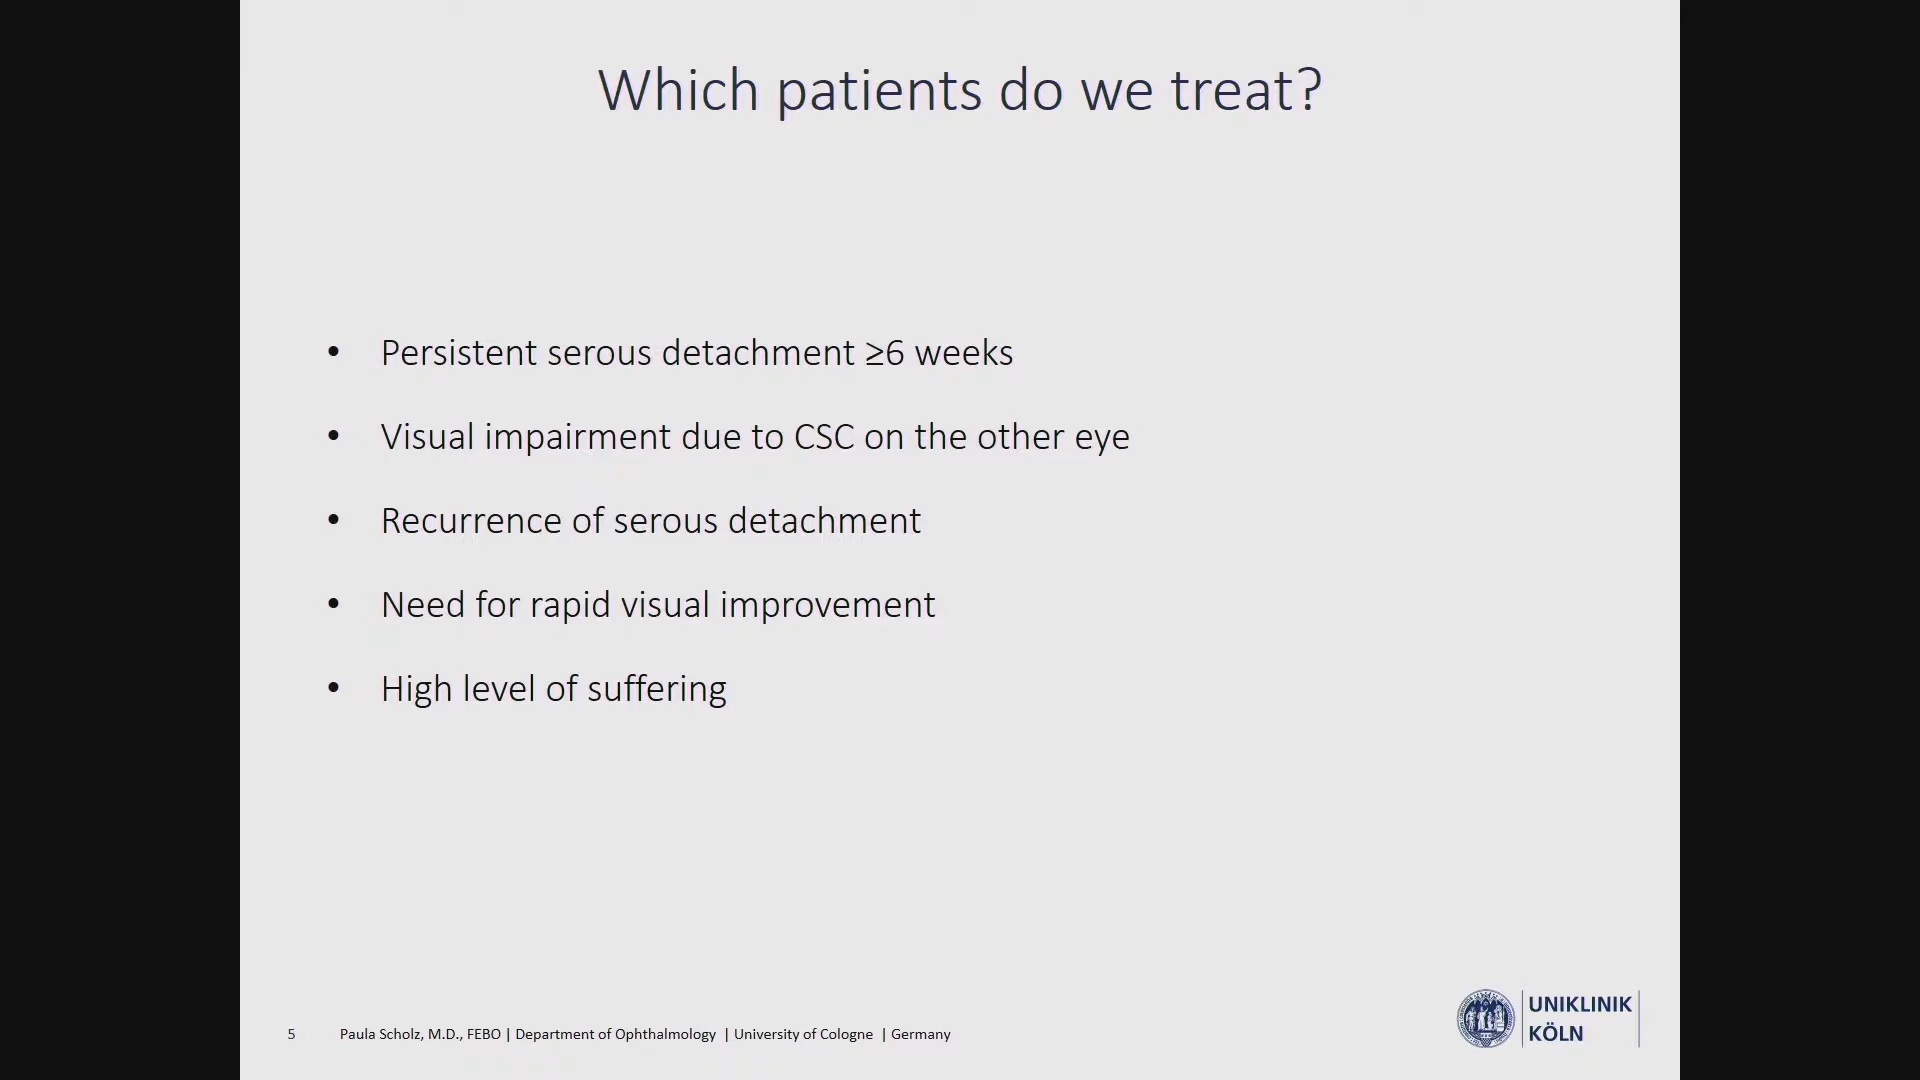 Which patients do we treat?
• Persistent serous detachment ≥6 weeks
• Visual impairment due to CSC on the other eye
• Recurrence of serous detachment
• Need for rapid visual improvement
• High level of suffering
5 Paula Scholz, M.D., FEBO | Department of Ophthalmology | University of Cologne | Germany
UNIKLINIK
KÖLN